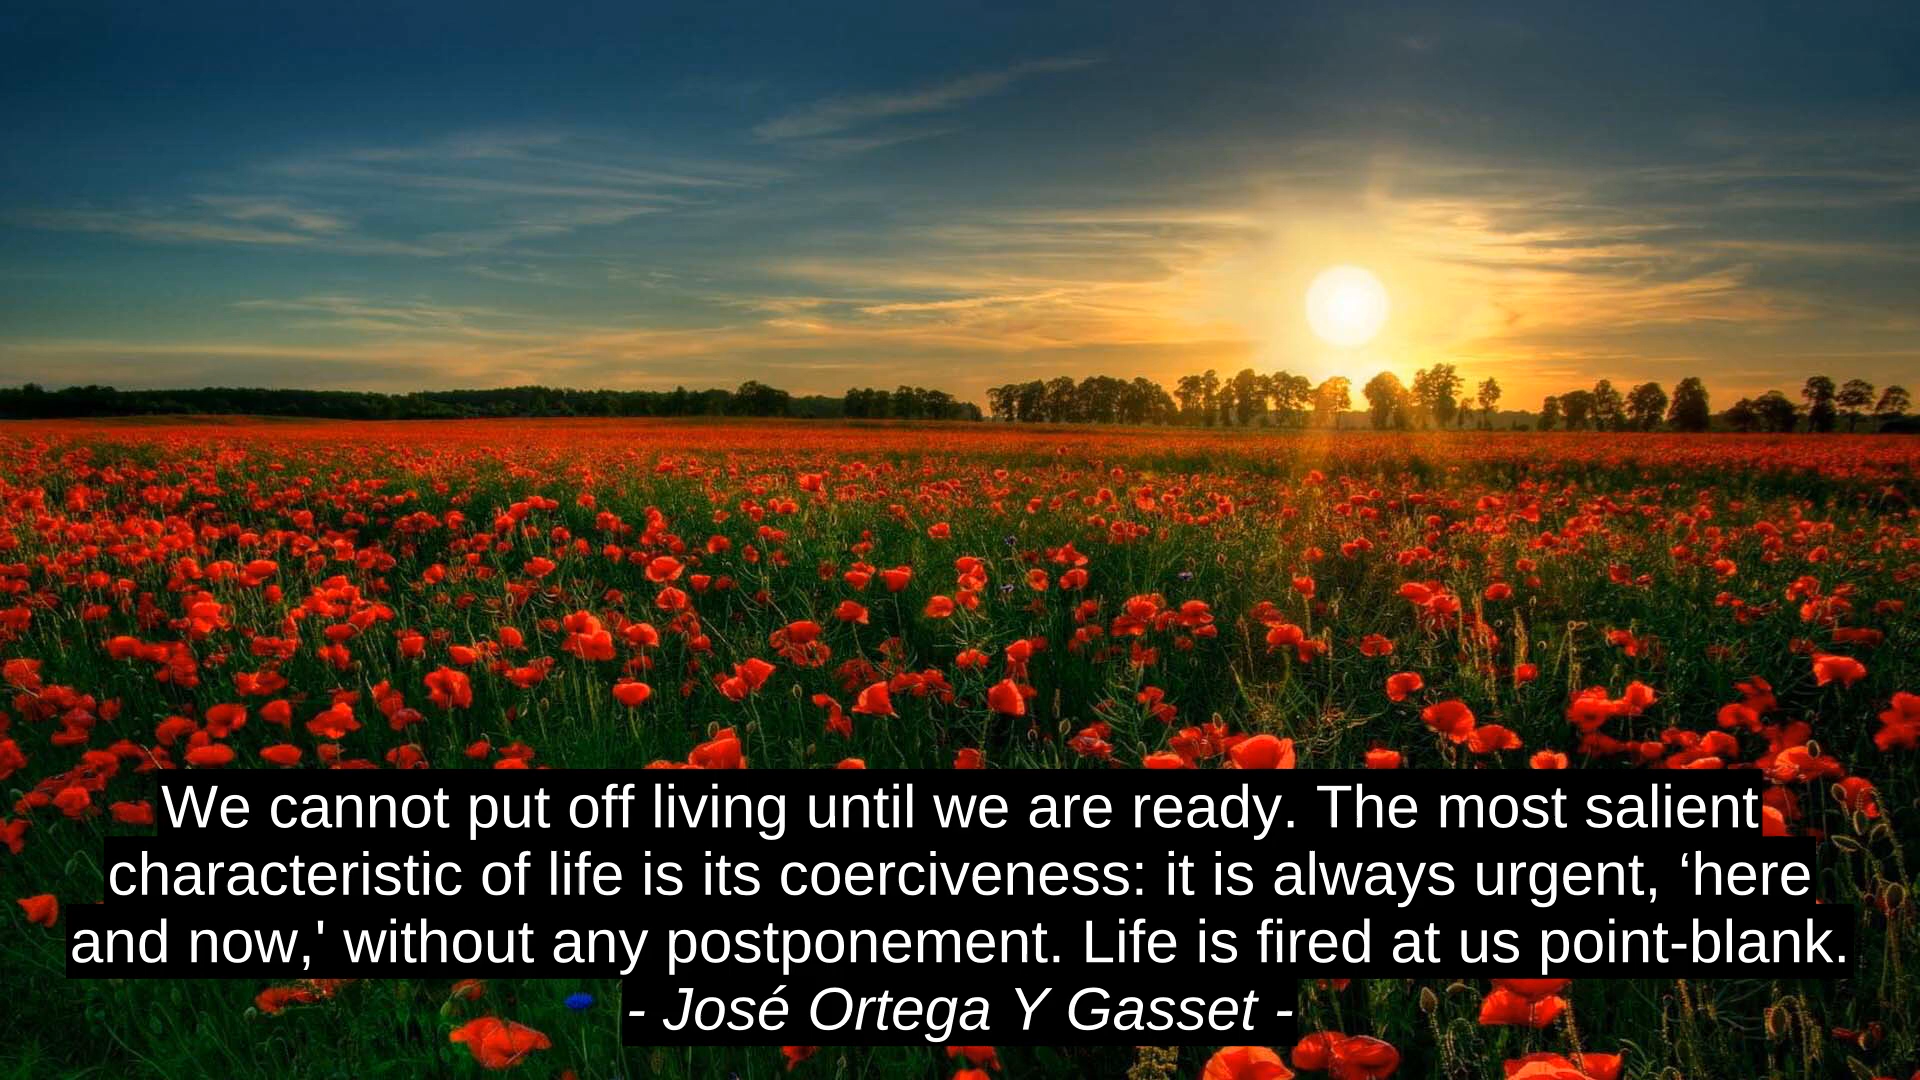 We cannot put off living until we are ready. The most salient
characteristic of life is its coerciveness: it is always urgent, ‘here
and now,' without any postponement. Life is fired at us point-blank.
- José Ortega Y Gasset -